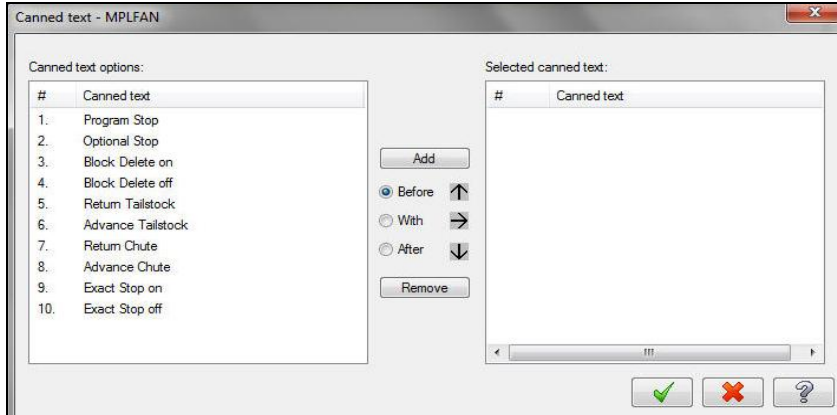 Canned text - MPLFAN
Canned text options:
# Canned text
1. Program Stop
2. Optional Stop
3. Block Delete on
4. Block Delete off
5. Return Tailstock
6. Advance Tailstock
7. Return Chute
8. Advance Chute
9. Exact Stop on
10. Exact Stop off
Add
Before
With
After
Remove
Selected canned text:
# Canned text